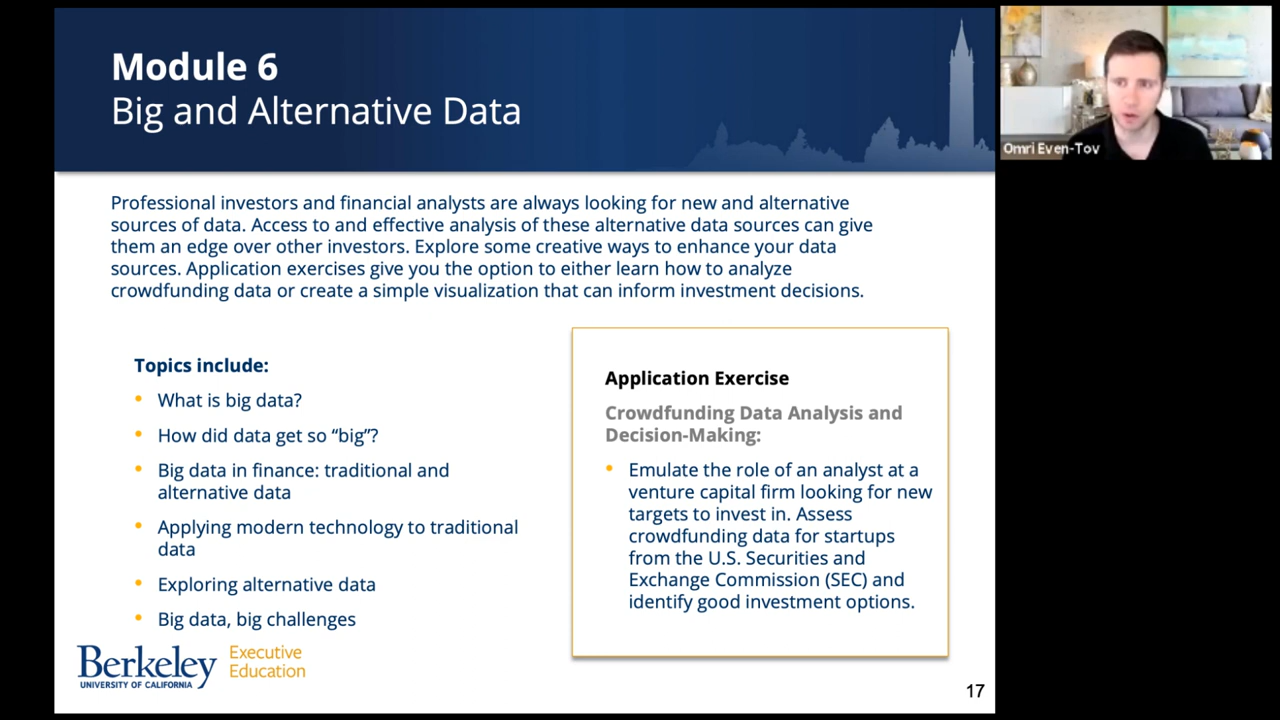 Module 6
Big and Alternative Data
Omri Even-Tov
Professional investors and financial analysts are always looking for new and alternative
sources of data. Access to and effective analysis of these alternative data sources can give
them an edge over other investors. Explore some creative ways to enhance your data
sources. Application exercises give you the option to either learn how to analyze
crowdfunding data or create a simple visualization that can inform investment decisions.
Topics include:
• What is big data?
• How did data get so “big”?
• Big data in finance: traditional and
alternative data
• Applying modern technology to traditional
data
• Exploring alternative data
• Big data, big challenges
Application Exercise
Crowdfunding Data Analysis and
Decision-Making:
• Emulate the role of an analyst at a
venture capital firm looking for new
targets to invest in. Assess
crowdfunding data for startups
from the U.S. Securities and
Exchange Commission (SEC) and
identify good investment options.
Berkeley
UNIVERSITY OF CALIFORNIA
Executive
Education
17